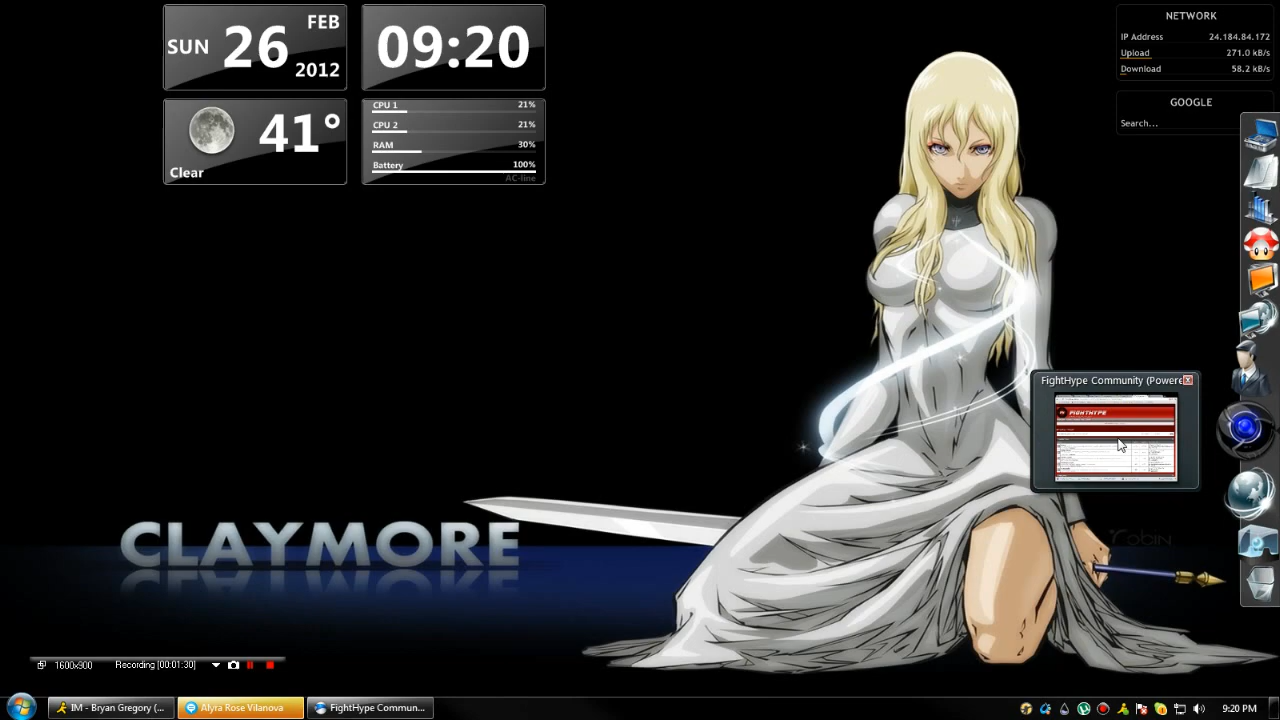 SUN
26
FEB
2012
09:20
41°
Clear
CPU 1 21%
CPU 2 21%
RAM 30%
Battery 100%
AC-line
NETWORK
IP Address 24.184.84.172
Upload 271.0 kB/s
Download 58.2 kB/s
GOOGLE
Search...
FightHype Community (Powere
FIGHTHYPE
CLAYMORE
robin
1600x900 Recording [00:01:30]
IM - Bryan Gregory (...
Alyra Rose Vilanova
FightHype Commun...
9:20 PM